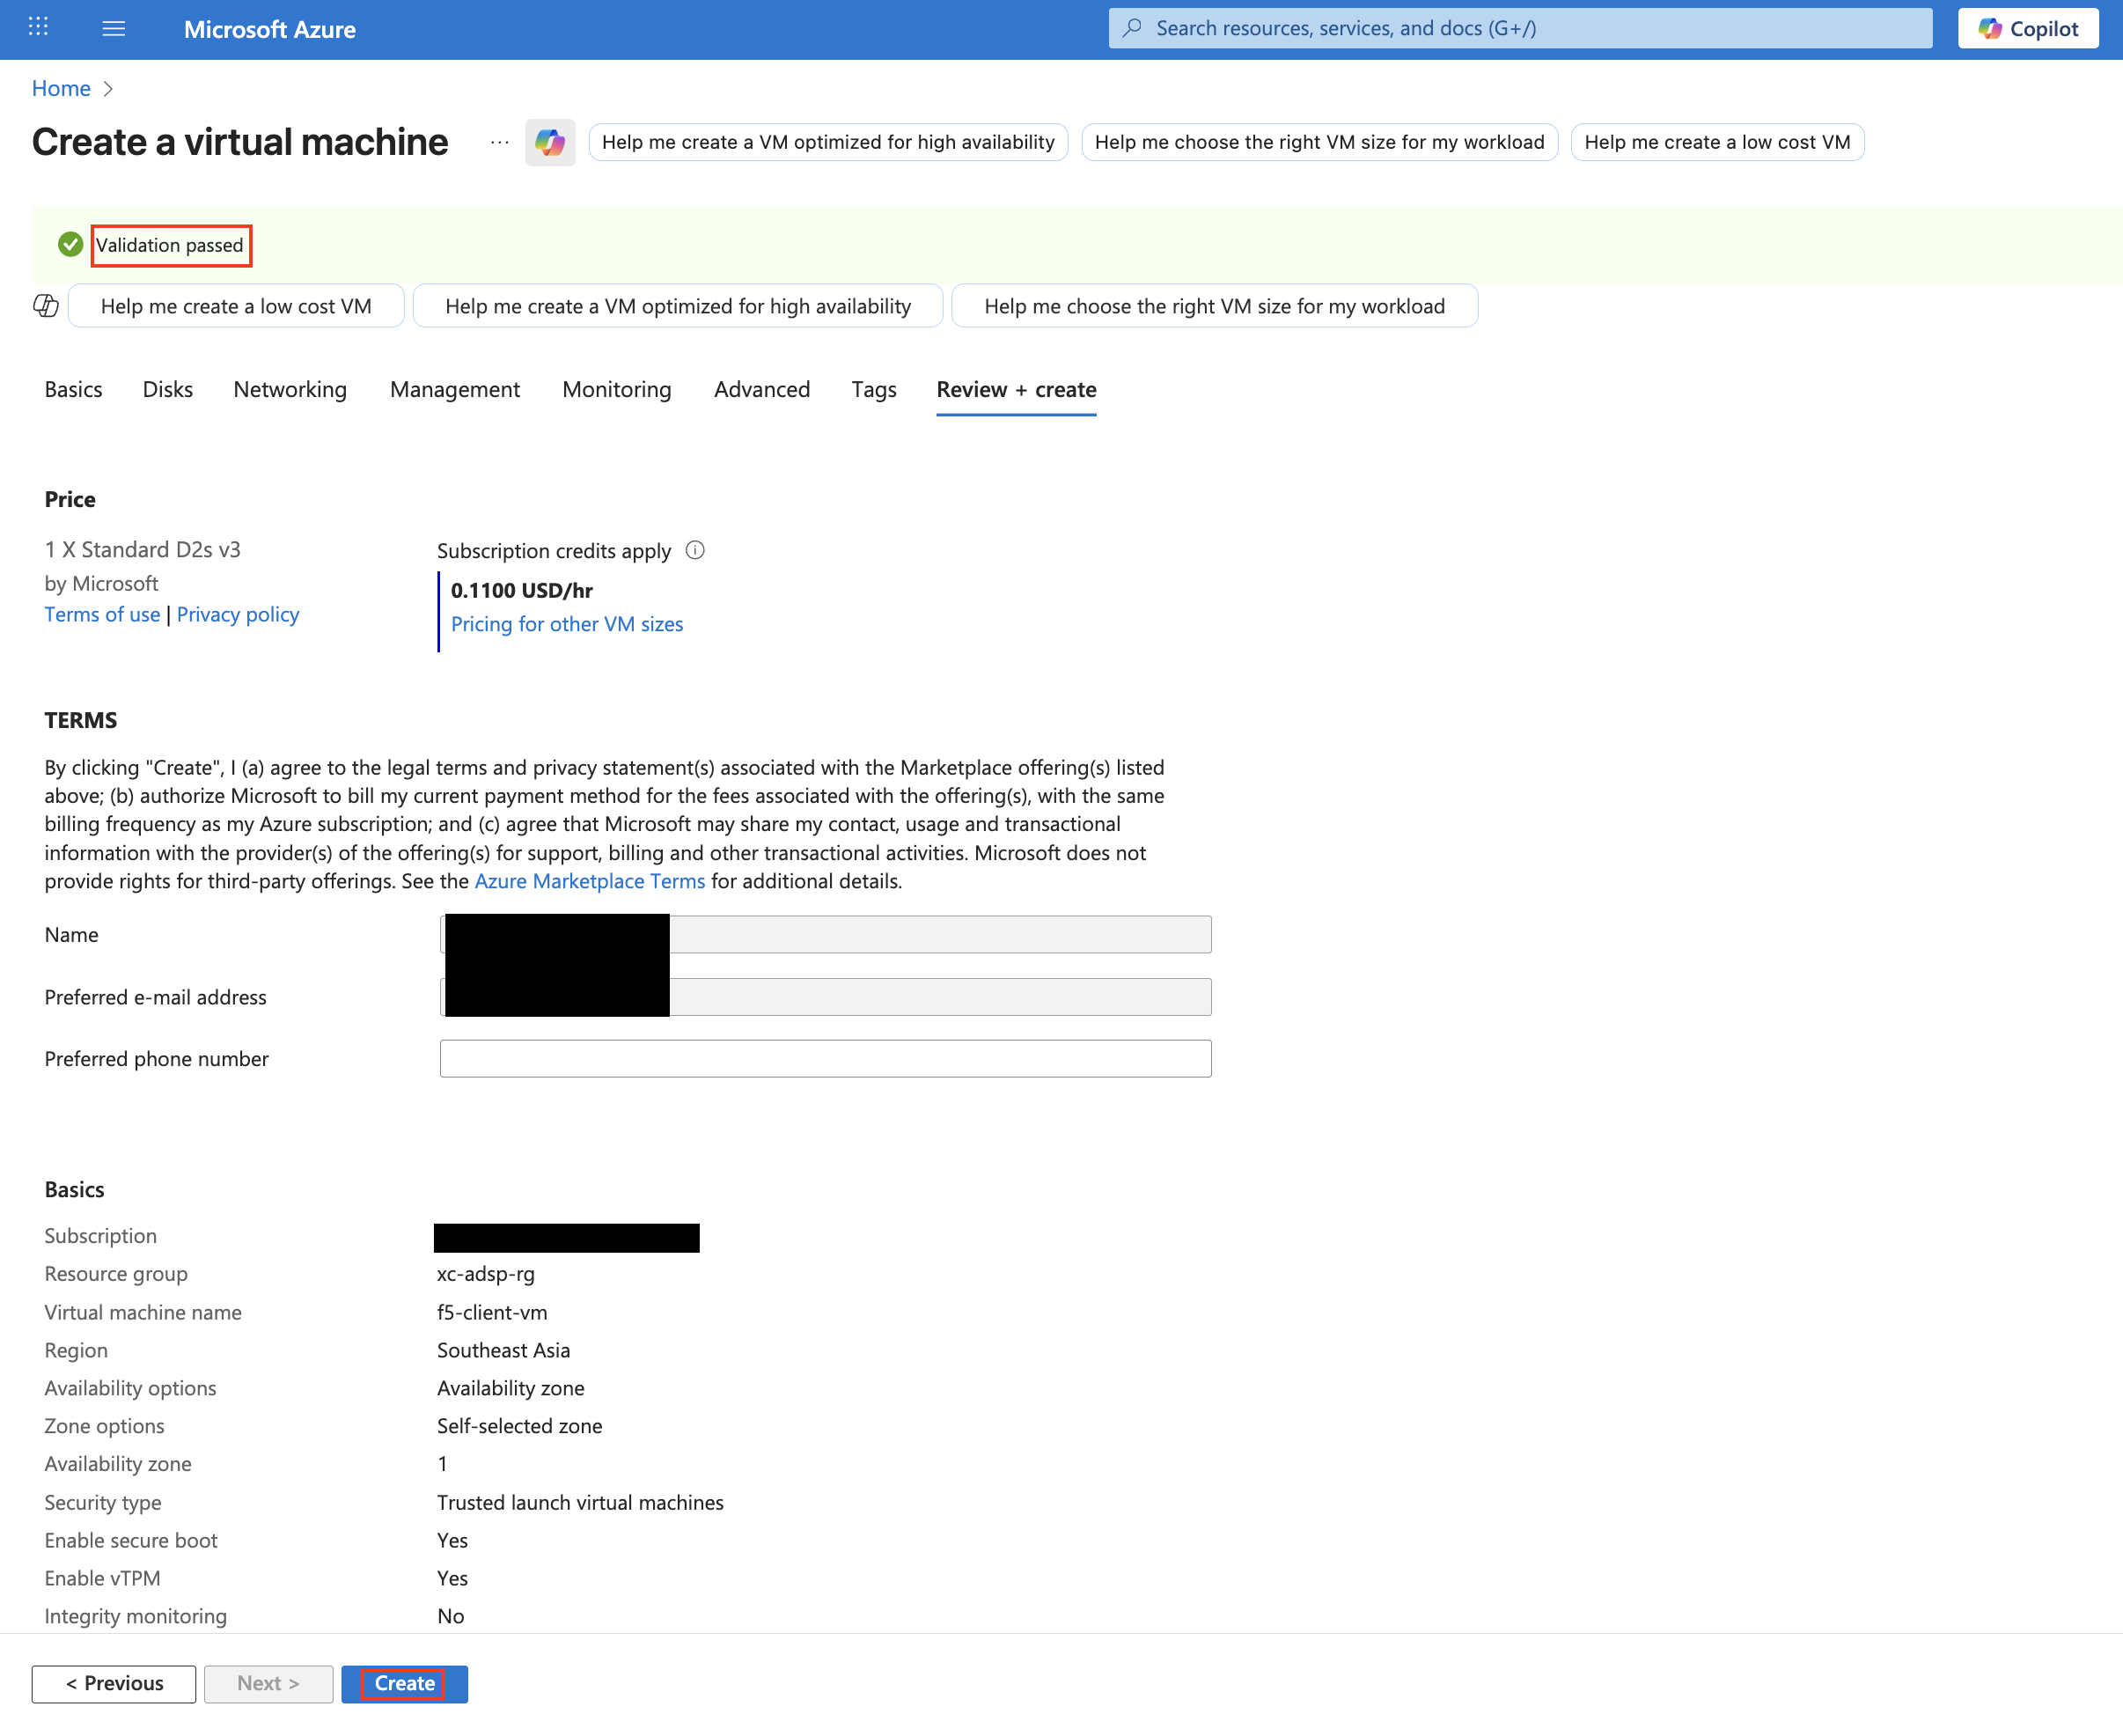 Microsoft Azure
Search resources, services, and docs (G+/)
Copilot
Home
Create a virtual machine
...
Help me create a VM optimized for high availability
Help me choose the right VM size for my workload
Help me create a low cost VM
Validation passed
Help me create a low cost VM
Help me create a VM optimized for high availability
Help me choose the right VM size for my workload
Basics
Disks
Networking
Management
Monitoring
Advanced
Tags
Review + create
Price
1 X Standard D2s v3
by Microsoft
Terms of use | Privacy policy
Subscription credits apply
0.1100 USD/hr
Pricing for other VM sizes
TERMS
By clicking "Create", I (a) agree to the legal terms and privacy statement(s) associated with the Marketplace offering(s) listed
above; (b) authorize Microsoft to bill my current payment method for the fees associated with the offering(s), with the same
billing frequency as my Azure subscription; and (c) agree that Microsoft may share my contact, usage and transactional
information with the provider(s) of the offering(s) for support, billing and other transactional activities. Microsoft does not
provide rights for third-party offerings. See the Azure Marketplace Terms for additional details.
Name
Preferred e-mail address
Preferred phone number
Basics
Subscription
Resource group xc-adsp-rg
Virtual machine name f5-client-vm
Region Southeast Asia
Availability options Availability zone
Zone options Self-selected zone
Availability zone 1
Security type Trusted launch virtual machines
Enable secure boot Yes
Enable vTPM Yes
Integrity monitoring No
< Previous
Next >
Create